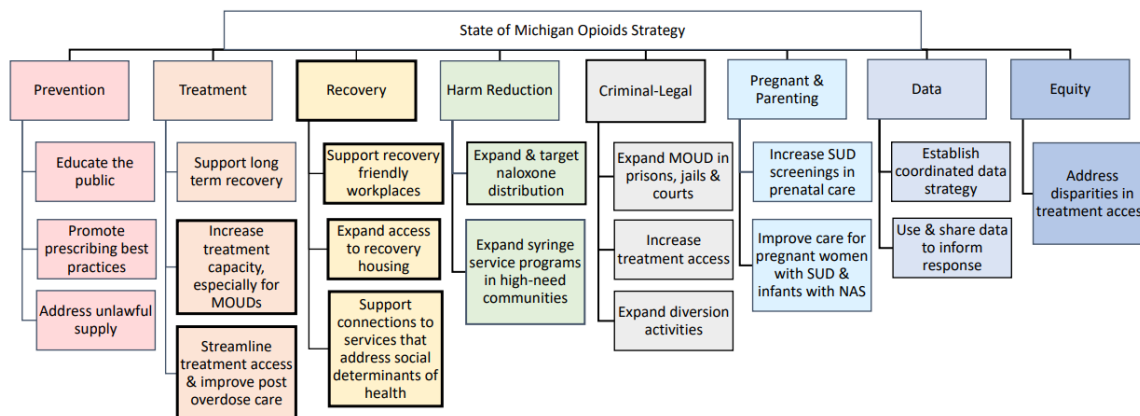 State of Michigan Opioids Strategy
Prevention
Treatment
Recovery
Harm Reduction
Criminal-Legal
Pregnant &
Parenting
Data
Equity
Educate the
public
Promote
prescribing best
practices
Address unlawful
supply
Support long
term recovery
Increase
treatment
capacity,
especially for
MOUDs
Streamline
treatment access
& improve post
overdose care
Support recovery
friendly
workplaces
Expand access
to recovery
housing
Support
connections to
services that
address social
determinants of
health
Expand & target
naloxone
distribution
Expand syringe
service programs
in high-need
communities
Expand MOUD in
prisons, jails &
courts
Increase
treatment access
Expand diversion
activities
Increase SUD
screenings in
prenatal care
Improve care for
pregnant women
with SUD &
infants with NAS
Establish
coordinated data
strategy
Use & share data
to inform
response
Address
disparities in
treatment access